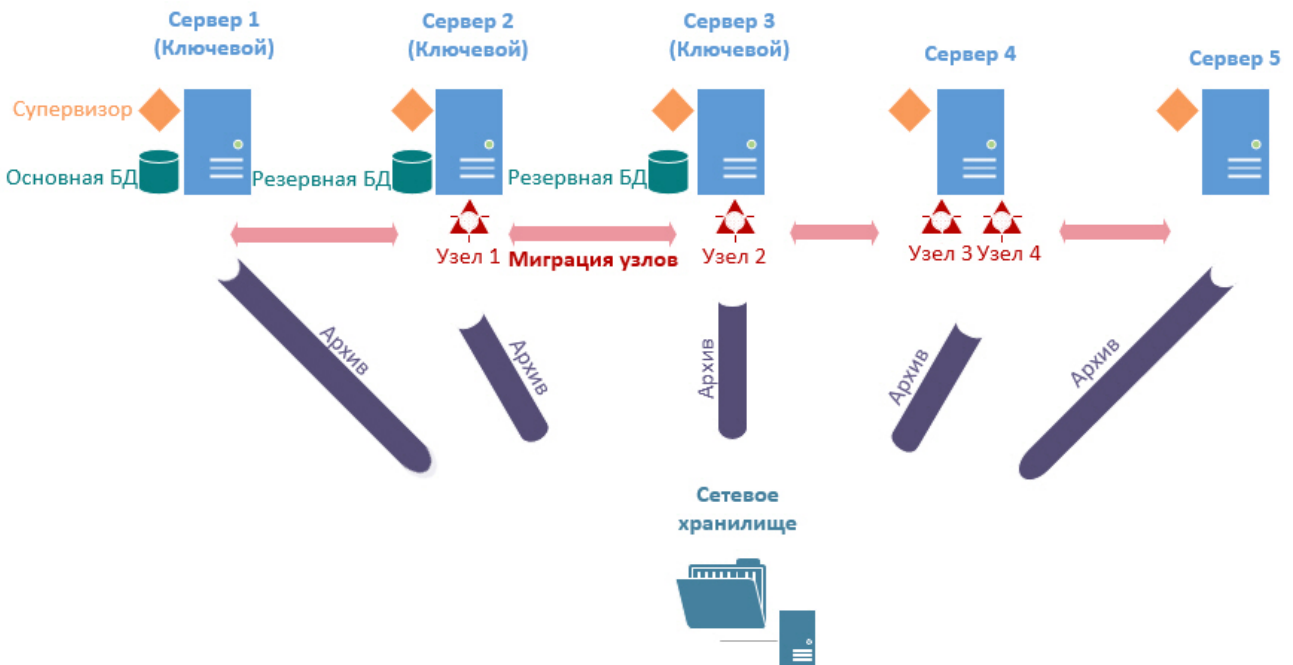 Сервер 1
(Ключевой)
Сервер 2
(Ключевой)
Сервер 3
(Ключевой)
Сервер 4
Сервер 5
Супервизор
Основная БД
Резервная БД
Резервная БД
Узел 1
Миграция узлов
Узел 2
Узел 3
Узел 4
Архив
Архив
Архив
Архив
Архив
Сетевое
хранилище